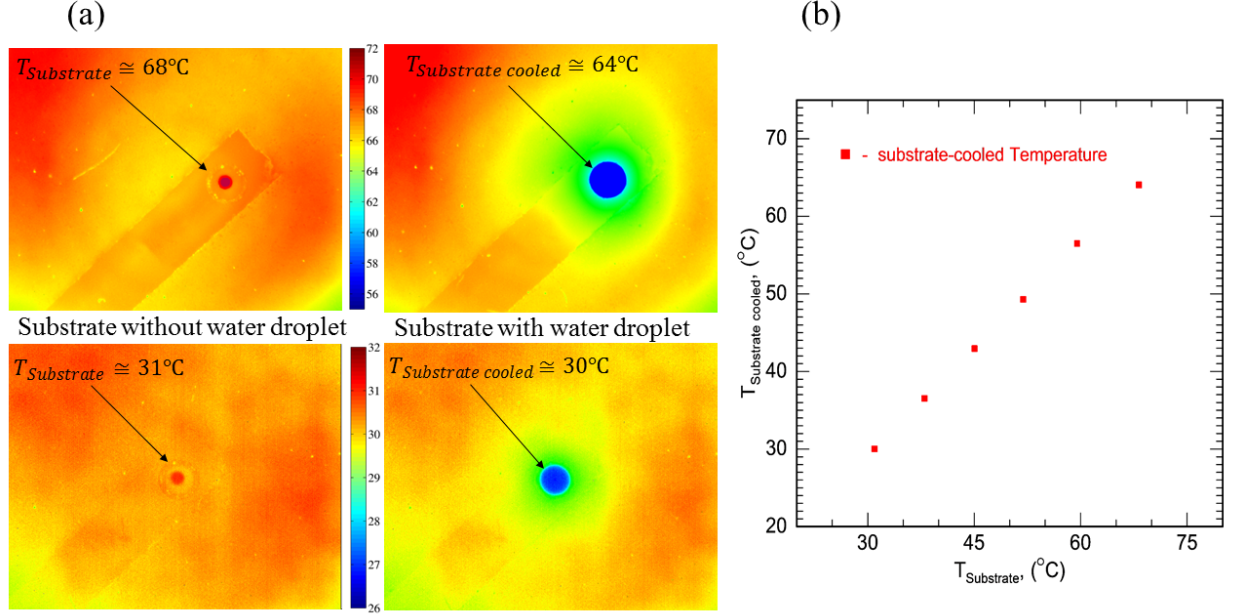 (a)
(b)
T_Substrate ≅ 68°C
72
70
68
66
64
62
60
58
56
T_Substrate cooled ≅ 64°C
Substrate without water droplet
Substrate with water droplet
T_Substrate ≅ 31°C
32
31
30
29
28
27
26
T_Substrate cooled ≅ 30°C
■ - substrate-cooled Temperature
T_Substrate cooled, (°C)
70
60
50
40
30
20
30 45 60 75
T_Substrate, (°C)